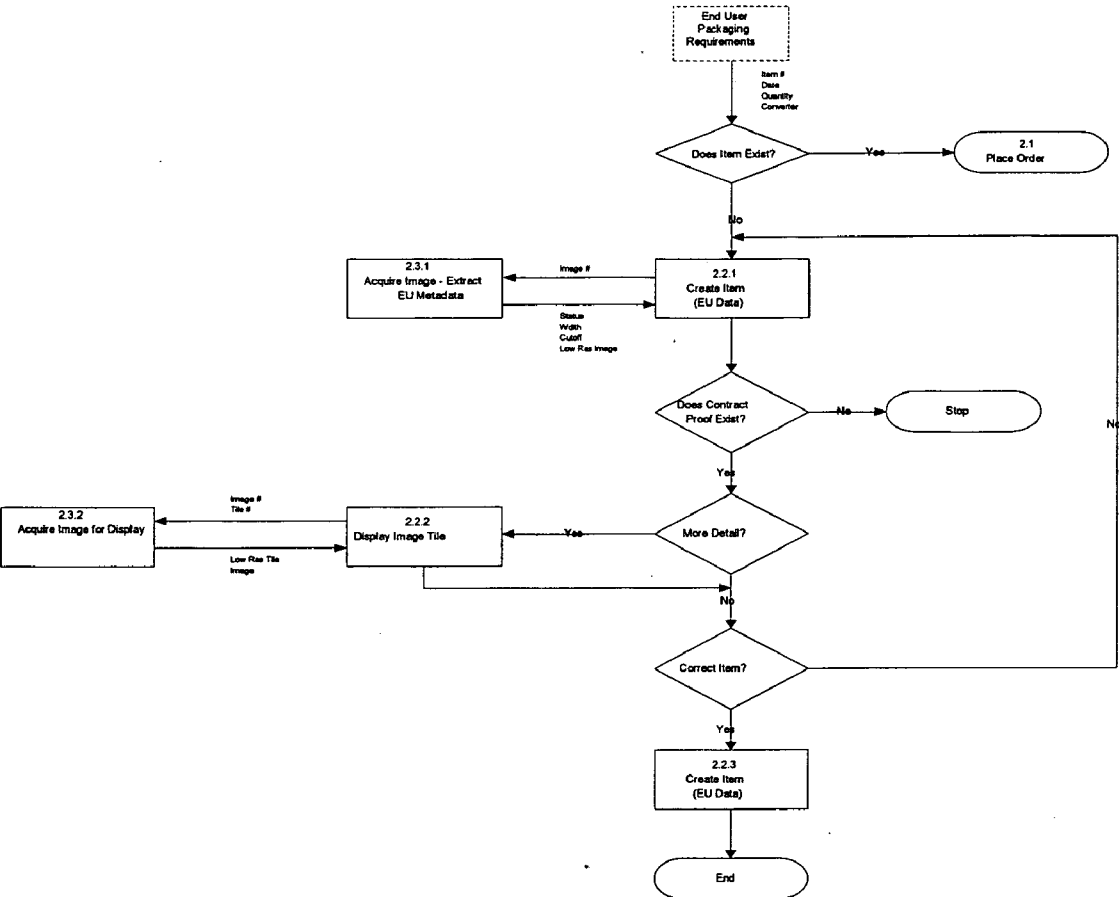 End User
Packaging
Requirements
Item #
Date
Quantity
Converter
Does Item Exist?
Yes
2.1
Place Order
No
2.3.1
Acquire Image - Extract
EU Metadata
Image #
Status
Width
Cutoff
Low Res Image
2.2.1
Create Item
(EU Data)
Does Contract
Proof Exist?
No
Stop
No
Yes
2.3.2
Acquire Image for Display
Image #
Tile #
Low Res Tile
Image
2.2.2
Display Image Tile
Yes
More Detail?
No
Correct Item?
Yes
2.2.3
Create Item
(EU Data)
End